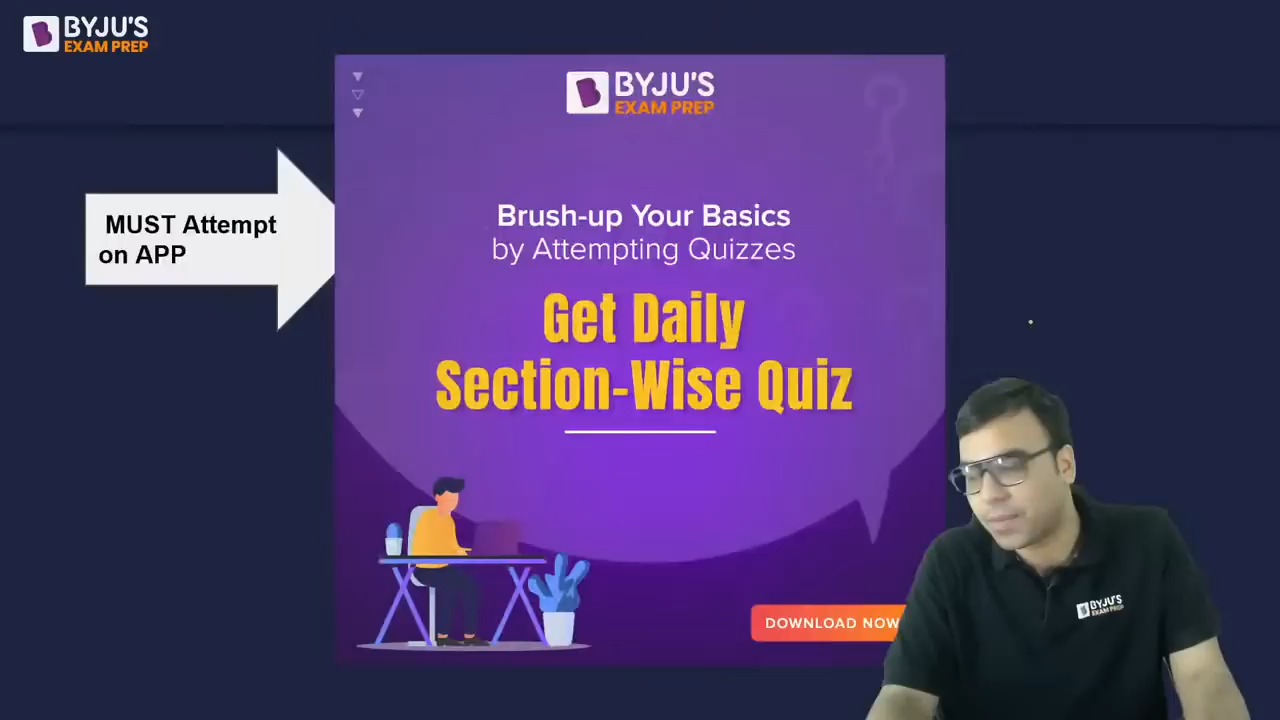 BYJU'S
EXAM PREP
BYJU'S
EXAM PREP
MUST Attempt
on APP
Brush-up Your Basics
by Attempting Quizzes
Get Daily
Section-Wise Quiz
DOWNLOAD NOW
BYJU'S
EXAM PREP